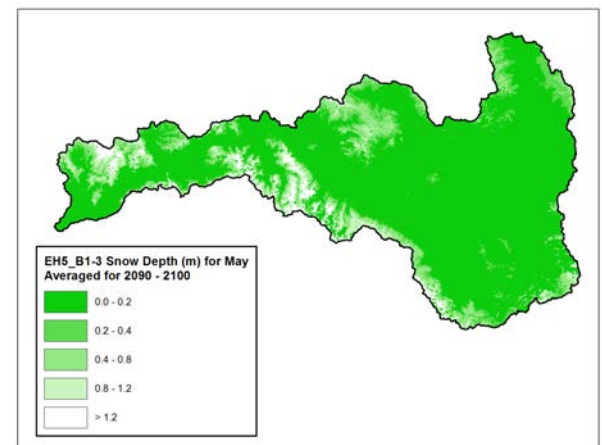 EH5_B1-3 Snow Depth (m) for May
Averaged for 2090 - 2100
0.0 - 0.2
0.2 - 0.4
0.4 - 0.8
0.8 - 1.2
> 1.2